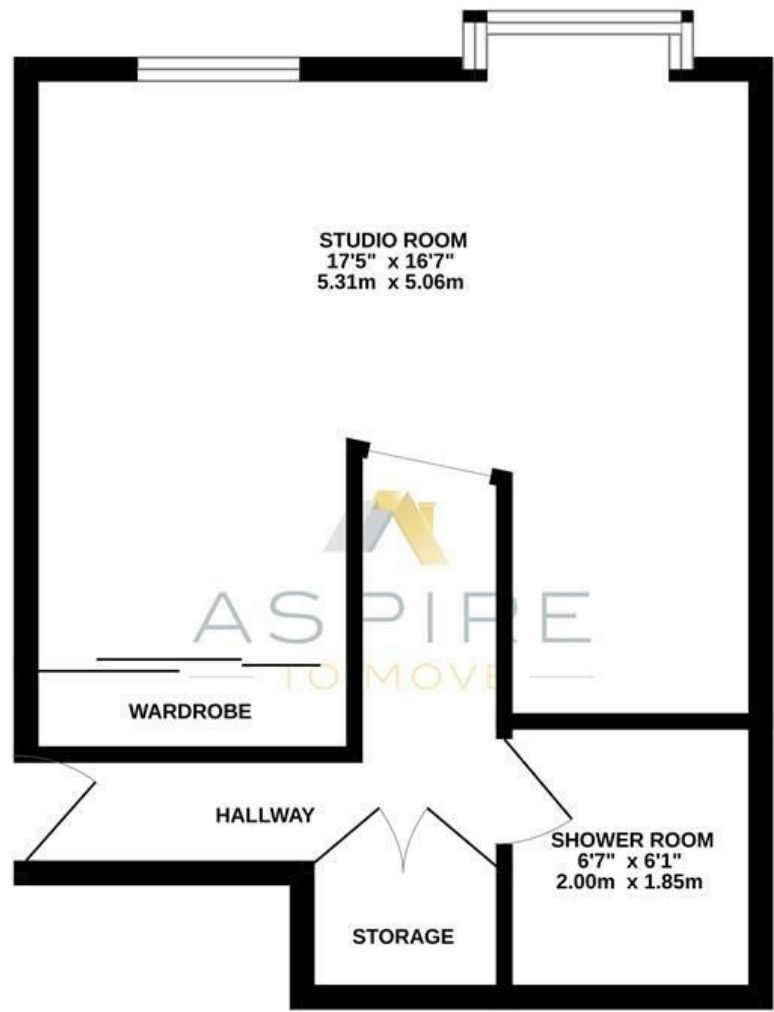 STUDIO ROOM
17'5" x 16'7"
5.31m x 5.06m
ASPIRE
TO MOVE
WARDROBE
HALLWAY
SHOWER ROOM
6'7" x 6'1"
2.00m x 1.85m
STORAGE